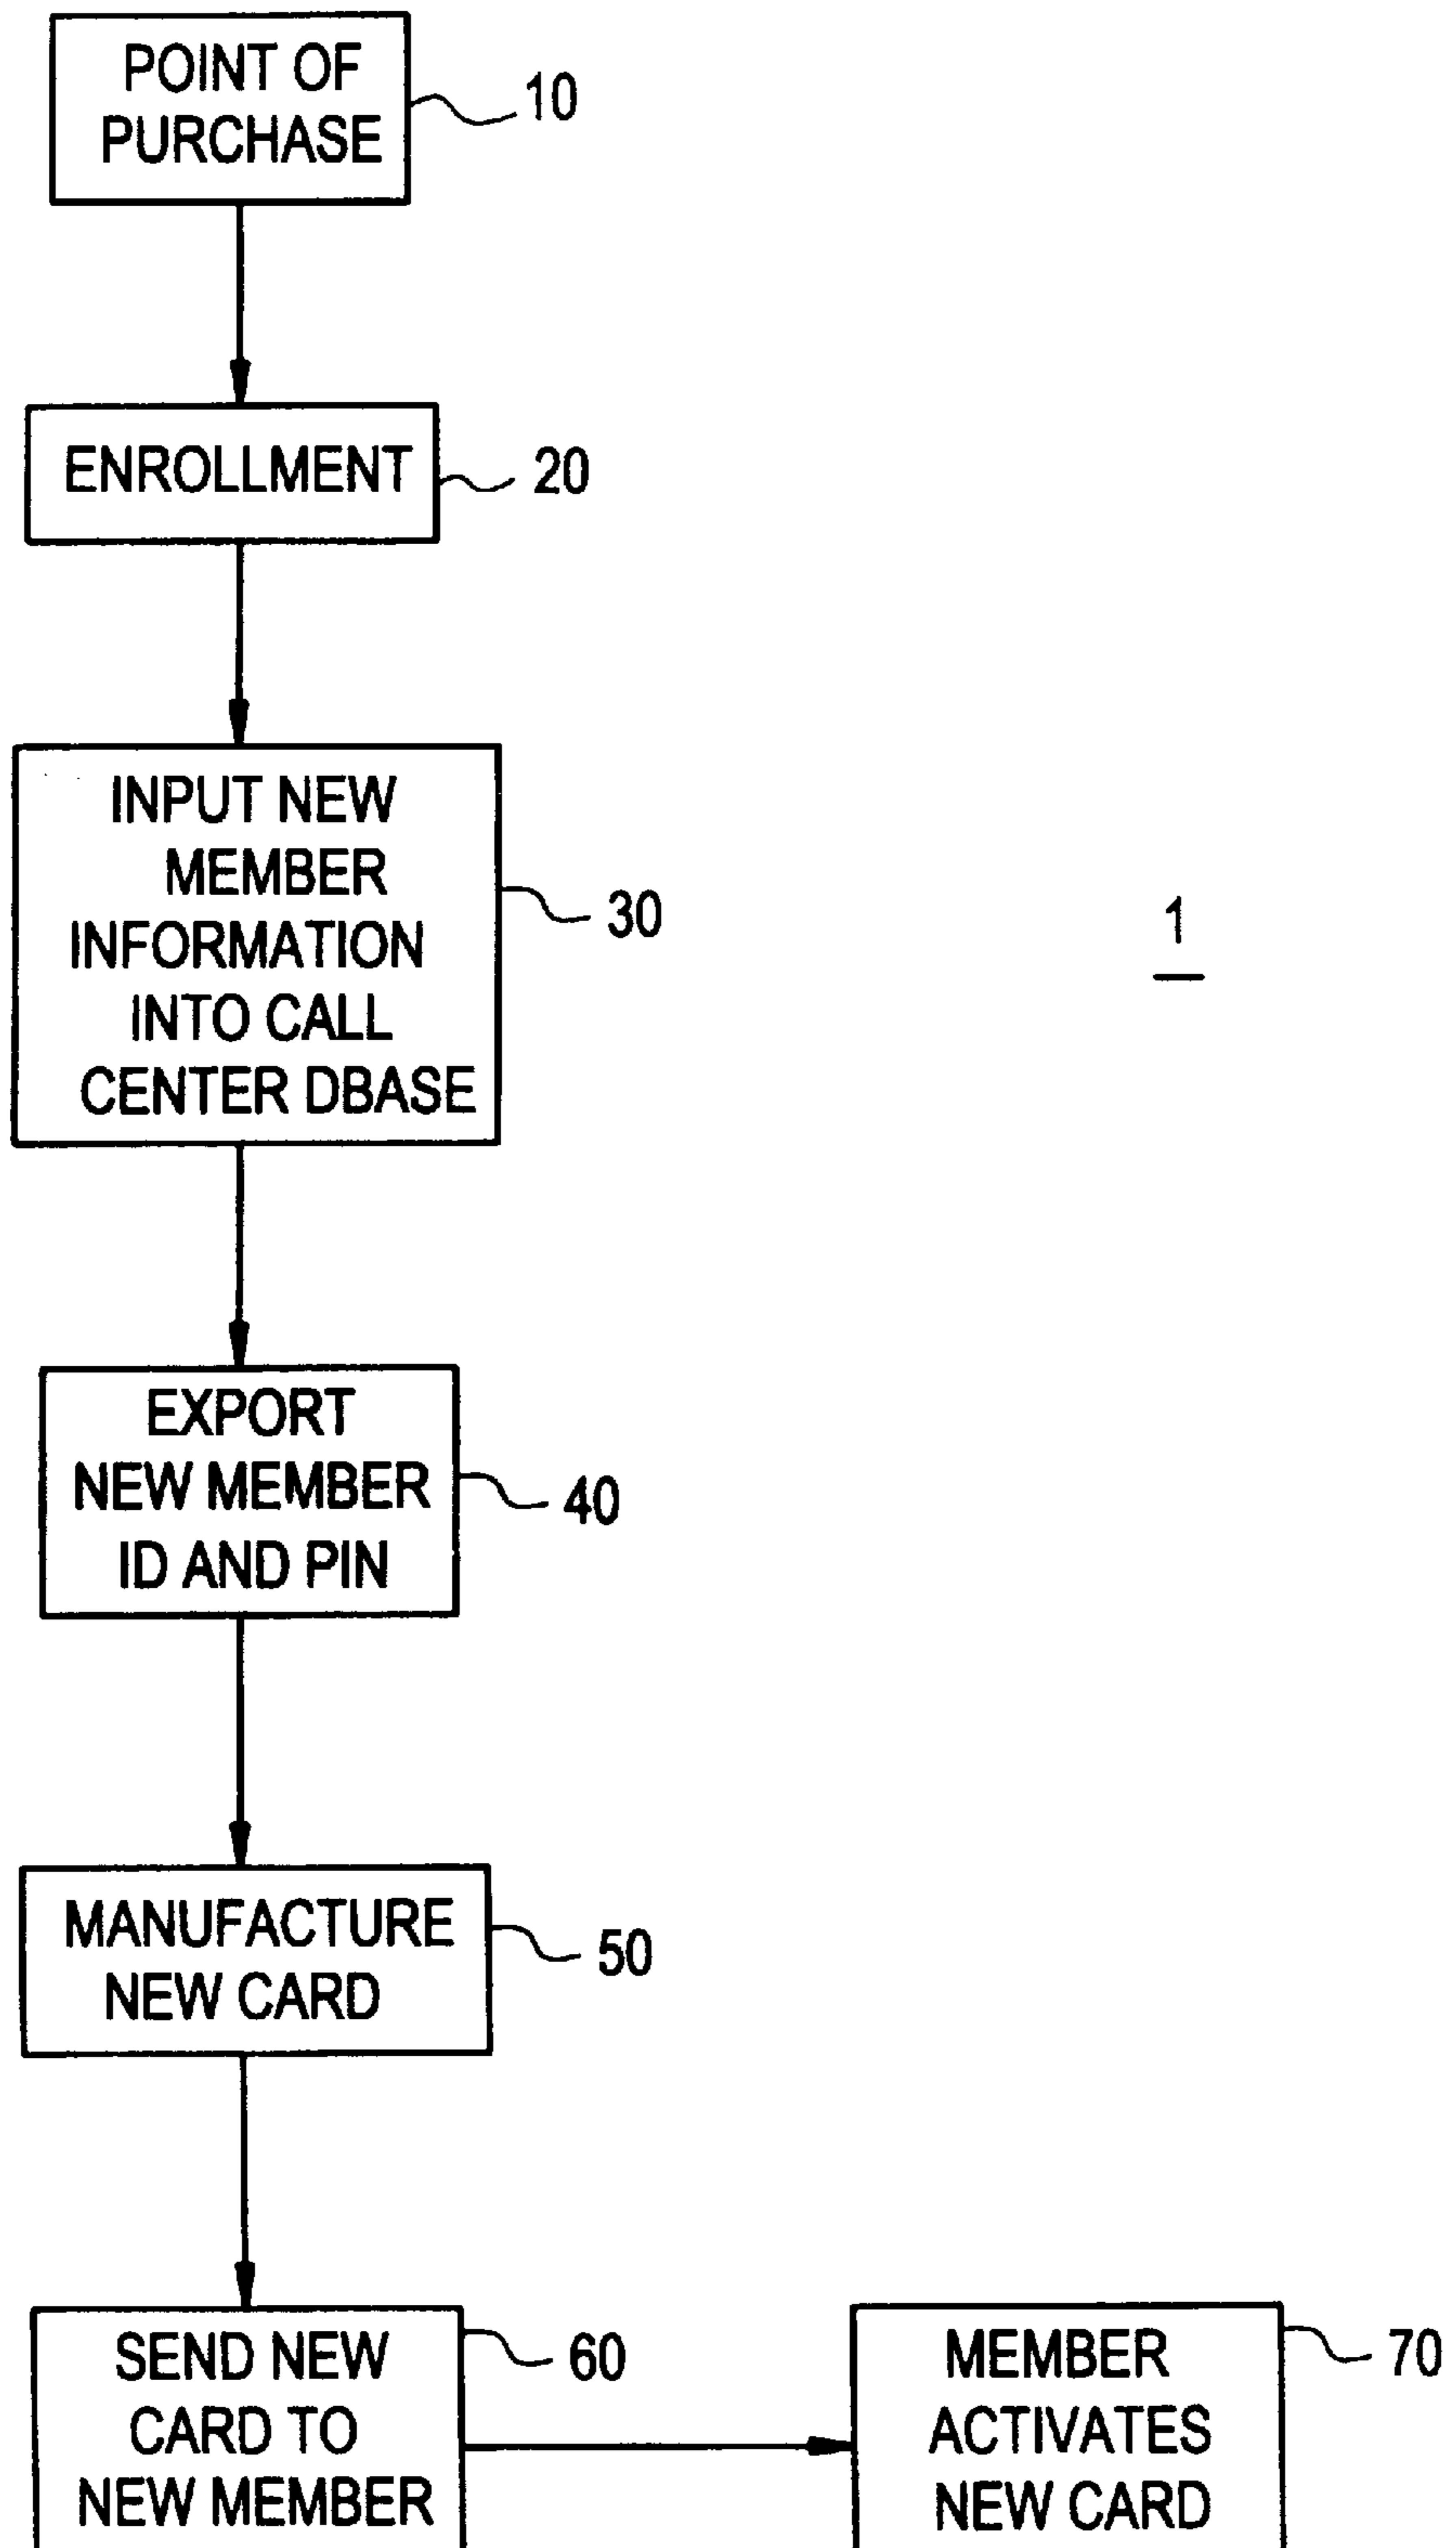 POINT OF
PURCHASE
10
ENROLLMENT
20
INPUT NEW
MEMBER
INFORMATION
INTO CALL
CENTER DBASE
30
1
EXPORT
NEW MEMBER
ID AND PIN
40
MANUFACTURE
NEW CARD
50
SEND NEW
CARD TO
NEW MEMBER
60
MEMBER
ACTIVATES
NEW CARD
70